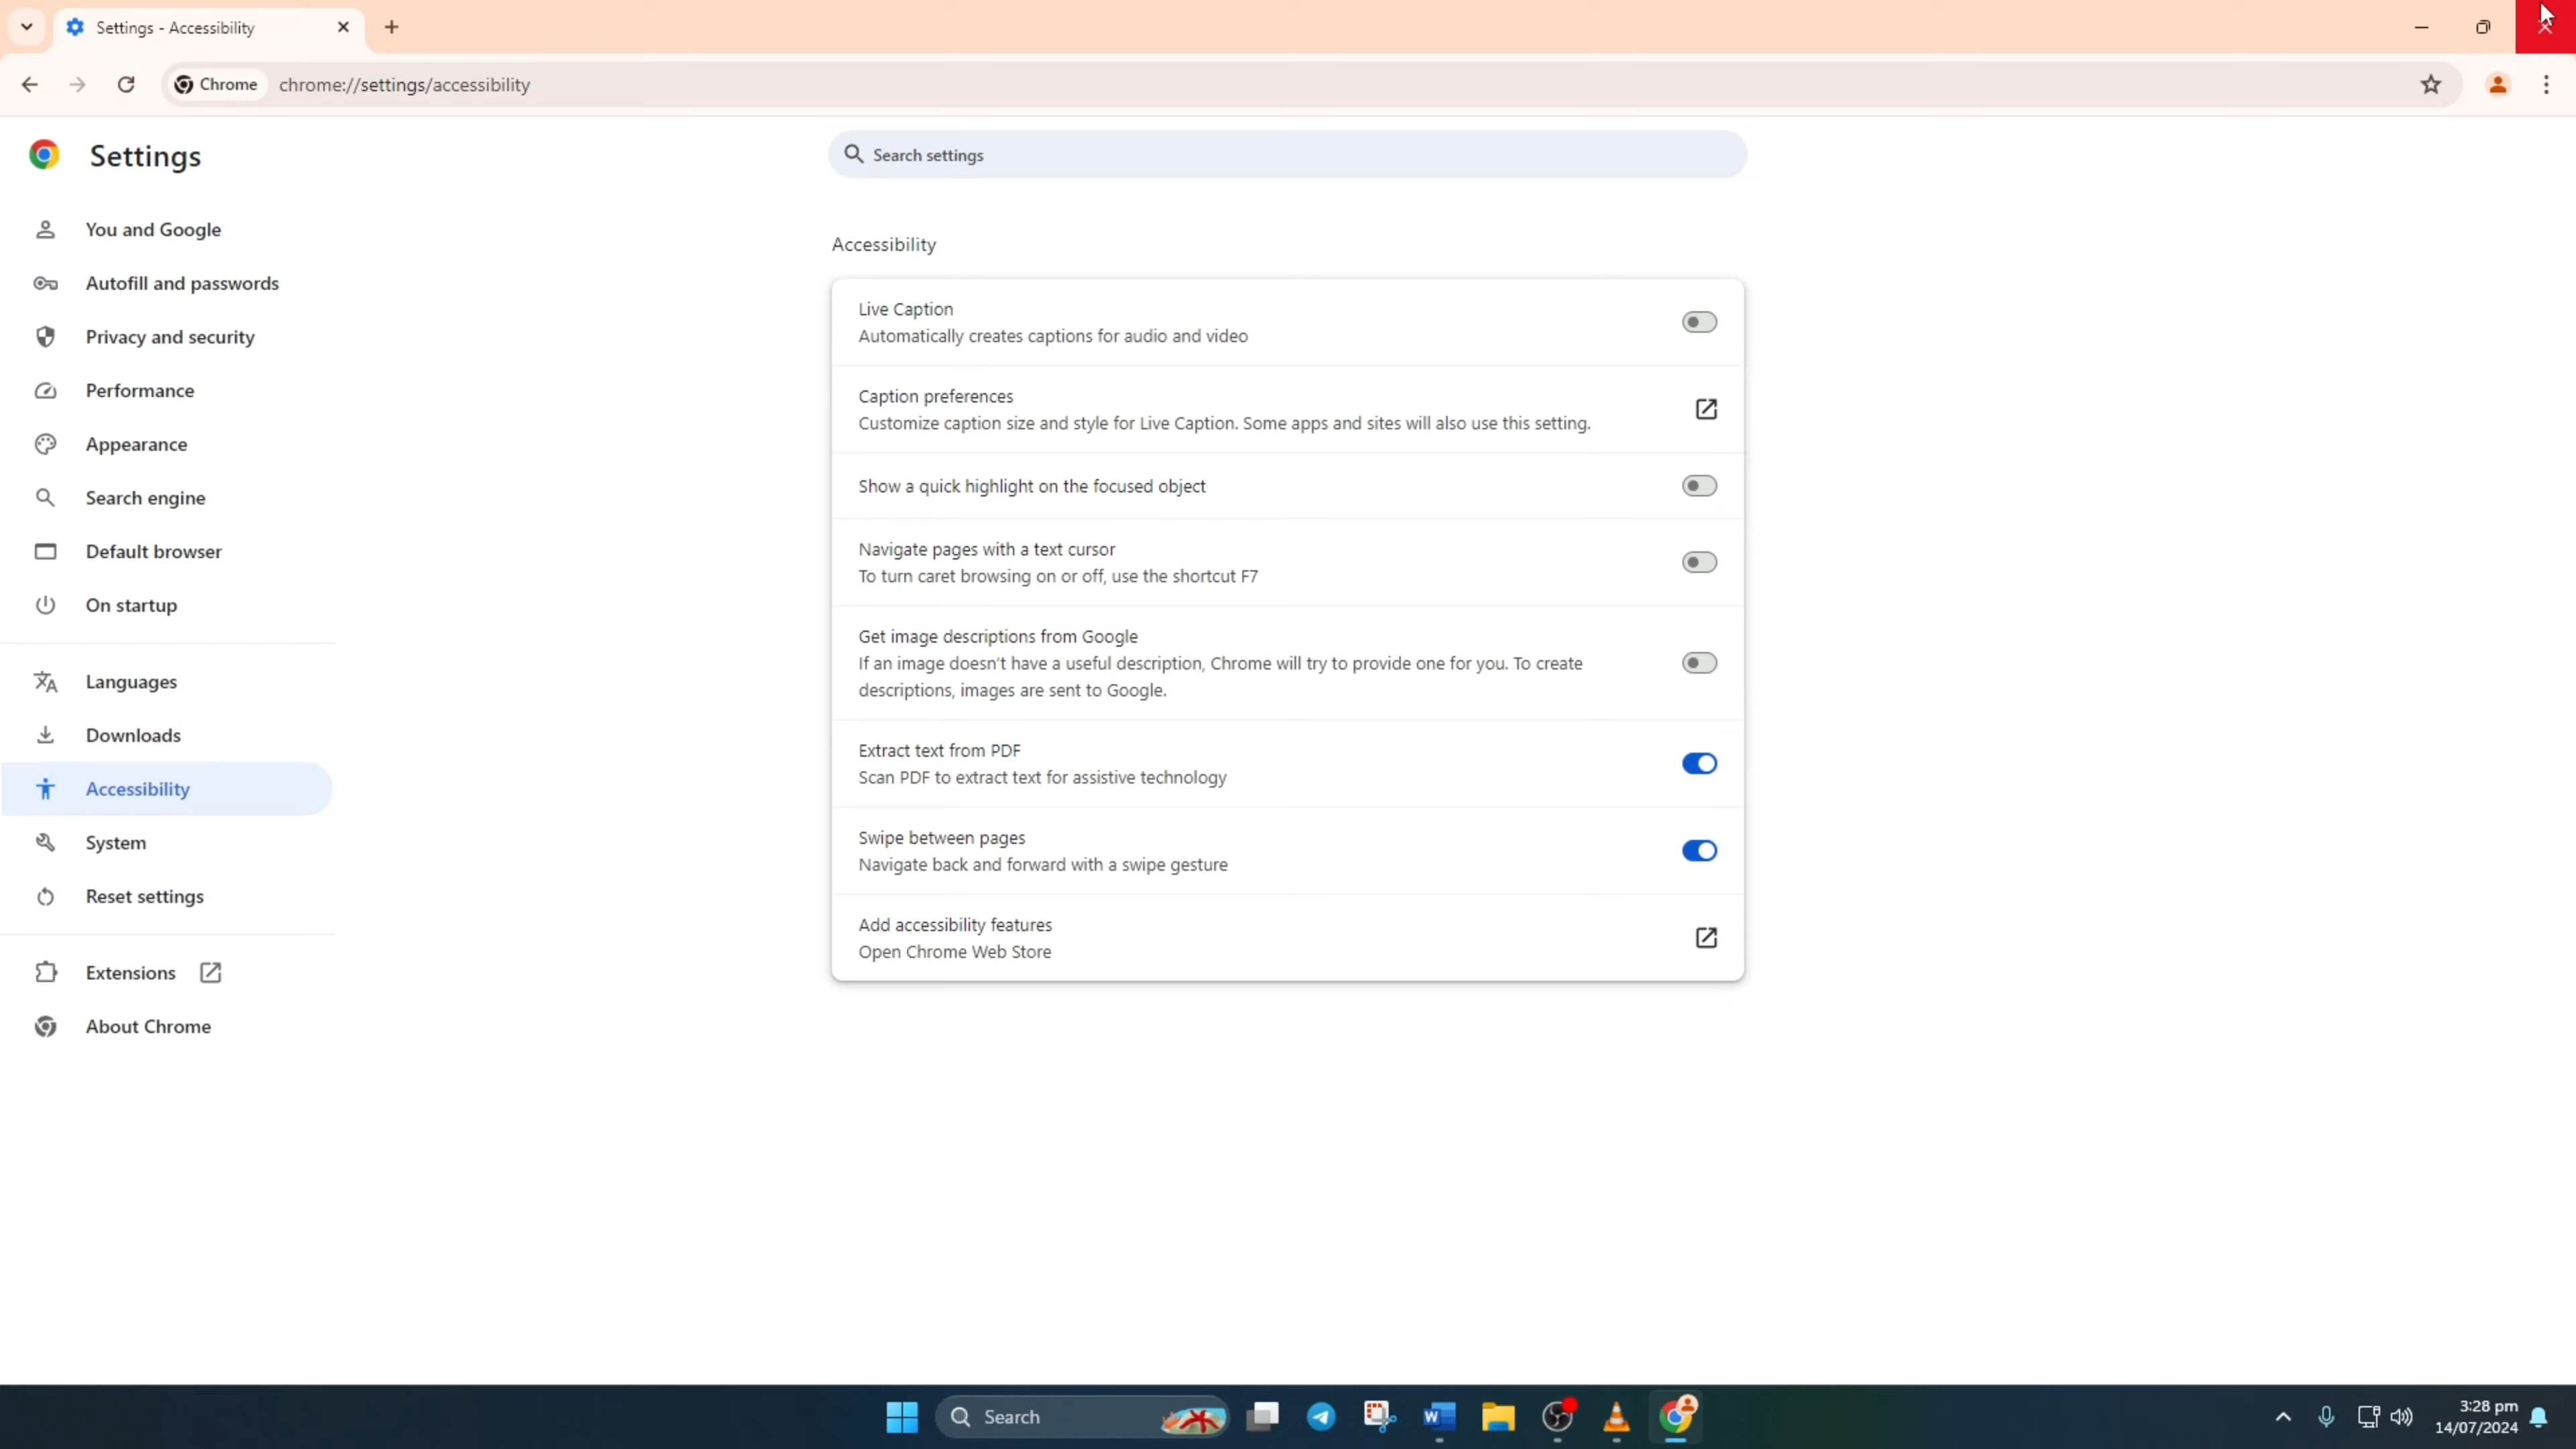 Settings - Accessibility
Chrome
chrome://settings/accessibility
Settings
Search settings
You and Google
Autofill and passwords
Privacy and security
Performance
Appearance
Search engine
Default browser
On startup
Languages
Downloads
Accessibility
System
Reset settings
Extensions
About Chrome
Accessibility
Live Caption
Automatically creates captions for audio and video
Caption preferences
Customize caption size and style for Live Caption. Some apps and sites will also use this setting.
Show a quick highlight on the focused object
Navigate pages with a text cursor
To turn caret browsing on or off, use the shortcut F7
Get image descriptions from Google
If an image doesn't have a useful description, Chrome will try to provide one for you. To create
descriptions, images are sent to Google.
Extract text from PDF
Scan PDF to extract text for assistive technology
Swipe between pages
Navigate back and forward with a swipe gesture
Add accessibility features
Open Chrome Web Store
Search
3:28 pm
14/07/2024